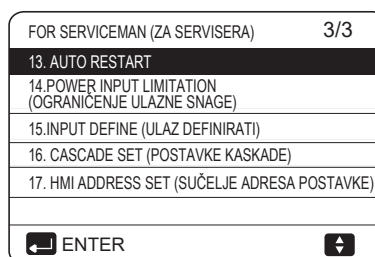 FOR SERVICEMAN (ZA SERVISERA) 3/3
13. AUTO RESTART
14.POWER INPUT LIMITATION
(OGRANIČENJE ULAZNE SNAGE)
15.INPUT DEFINE (ULAZ DEFINIRATI)
16. CASCADE SET (POSTAVKE KASKADE)
17. HMI ADDRESS SET (SUČELJE ADRESA POSTAVKE)
ENTER